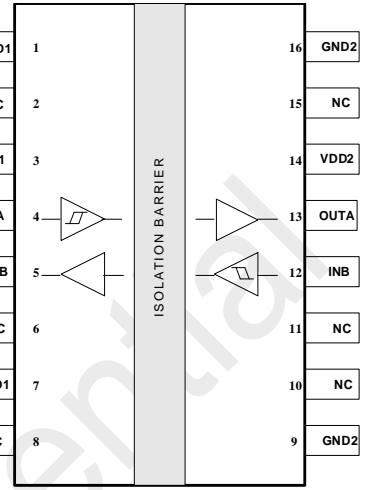 1 16 GND2
2 15 NC
3 14 VDD2
4 13 OUTA
5 12 INB
6 11 NC
7 10 NC
8 9 GND2
ISOLATION BARRIER